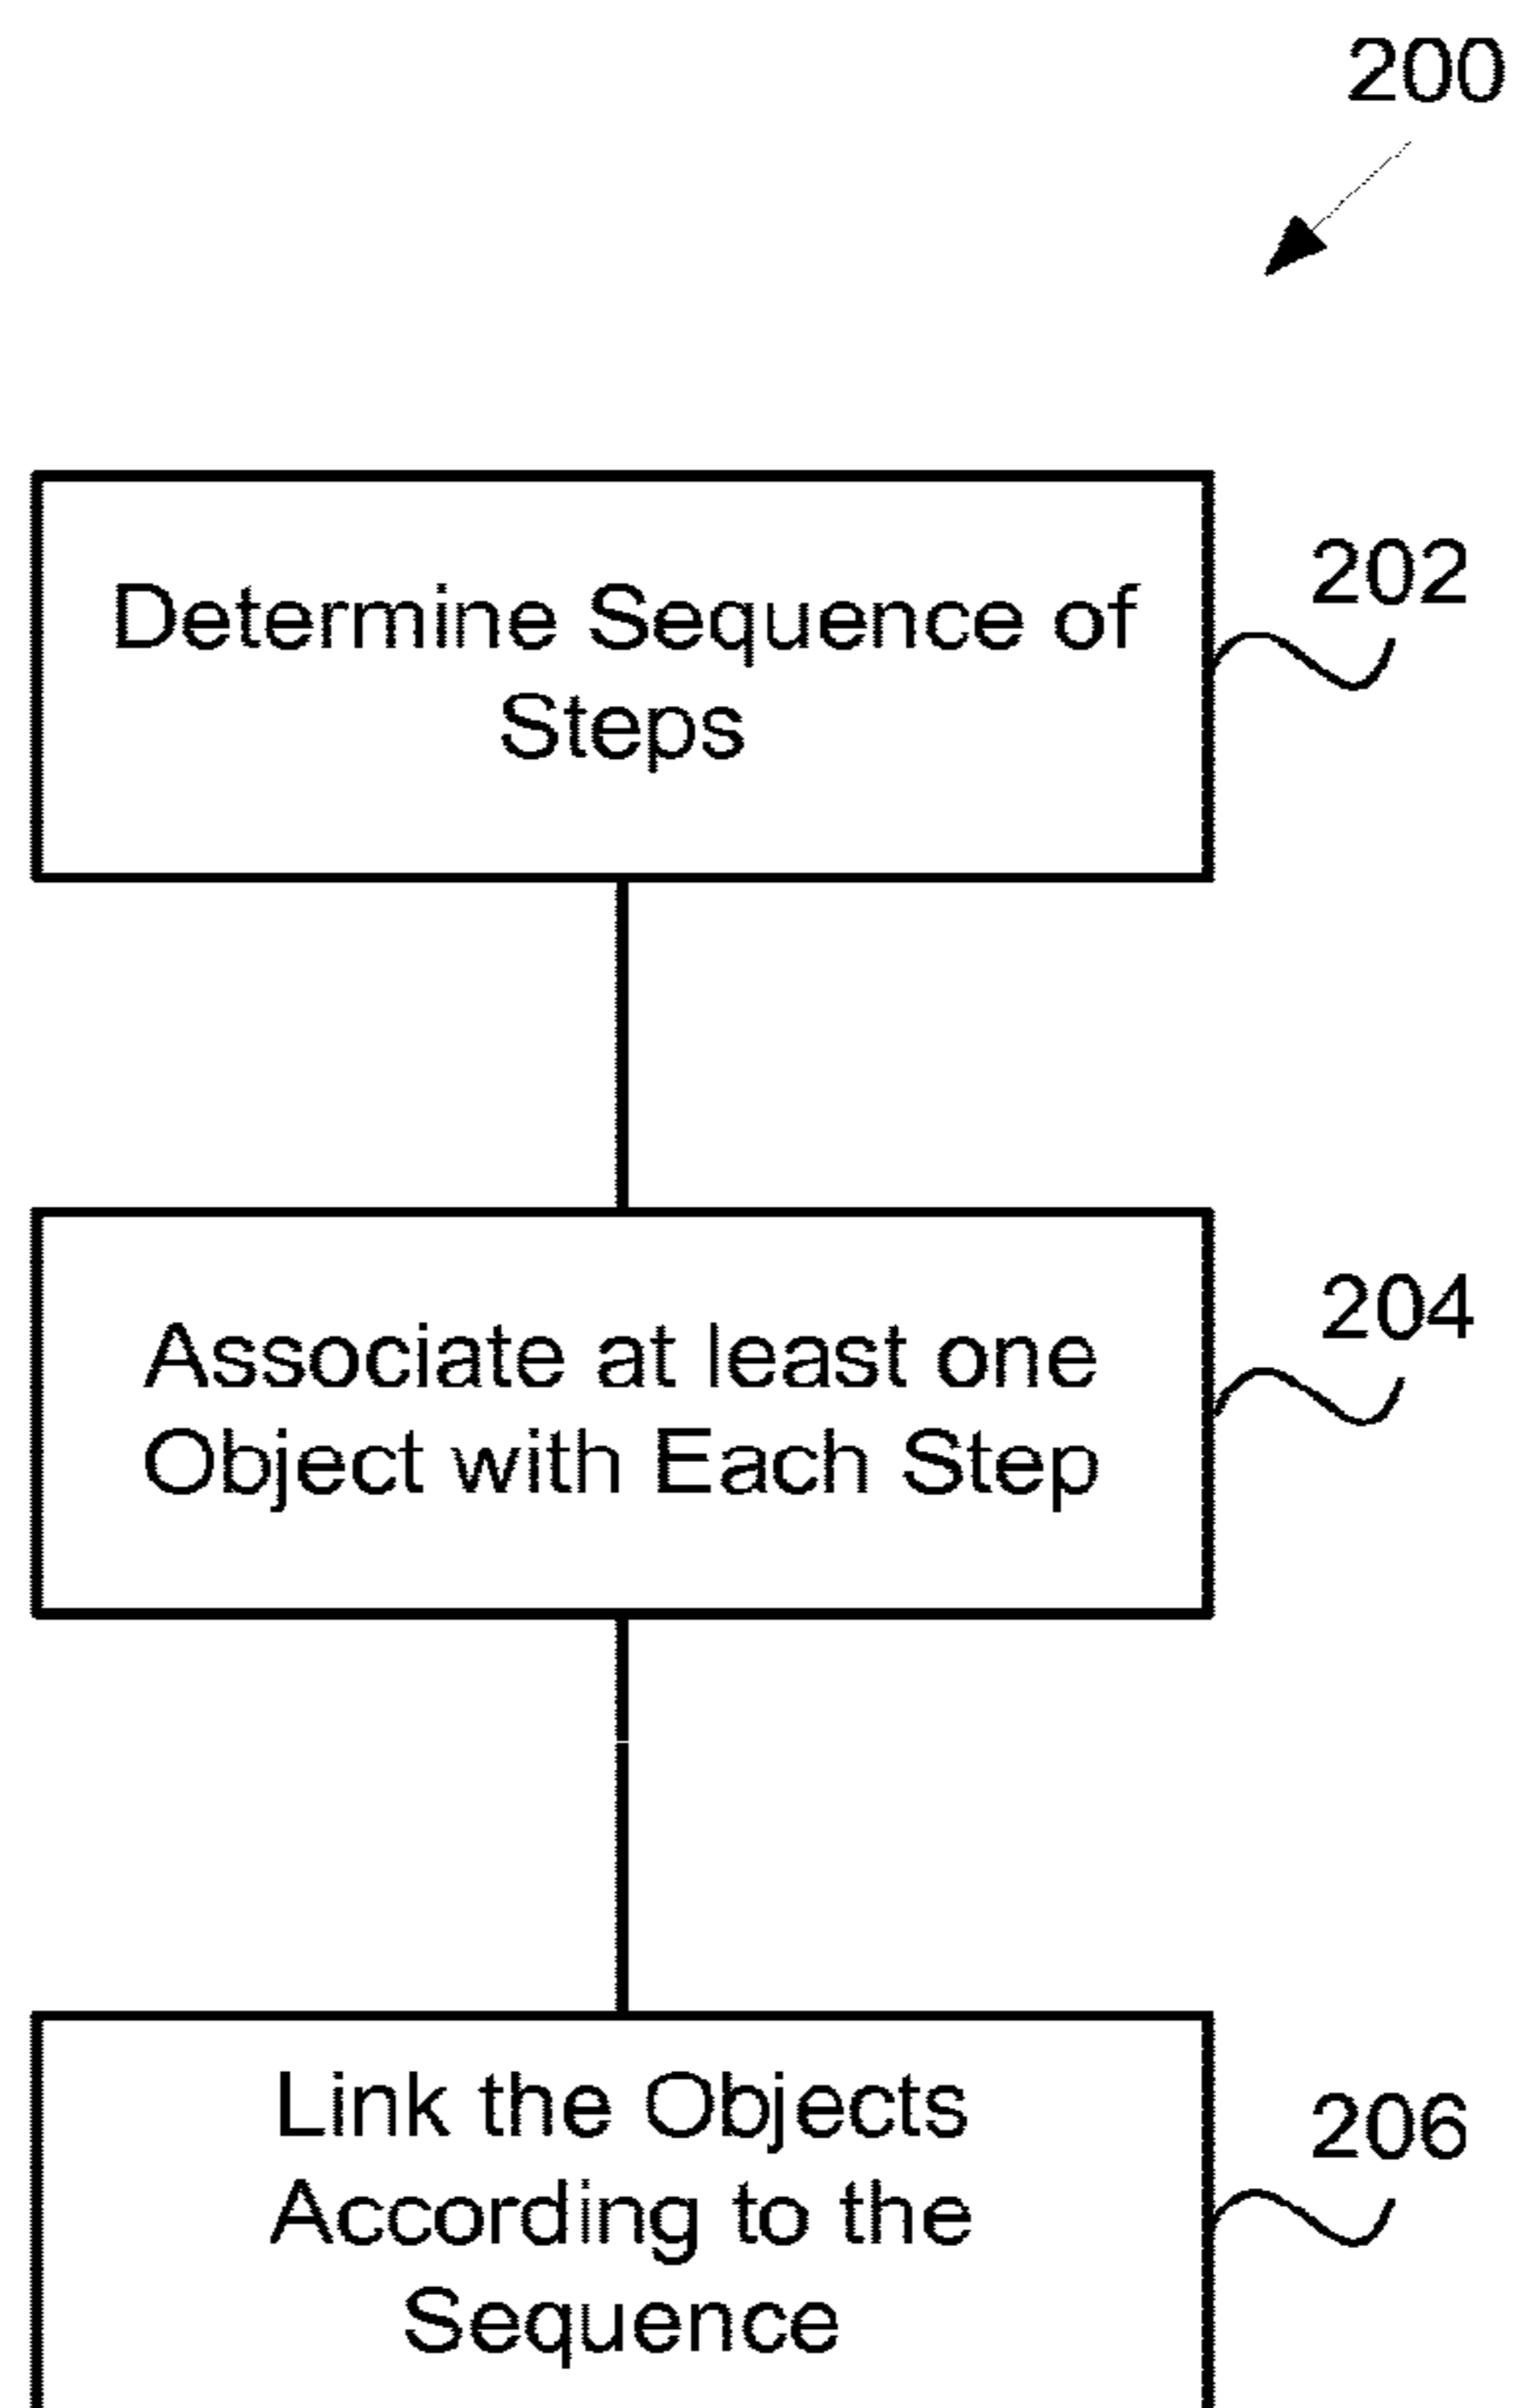 200
Determine Sequence of
Steps
202
Associate at least one
Object with Each Step
204
Link the Objects
According to the
Sequence
206